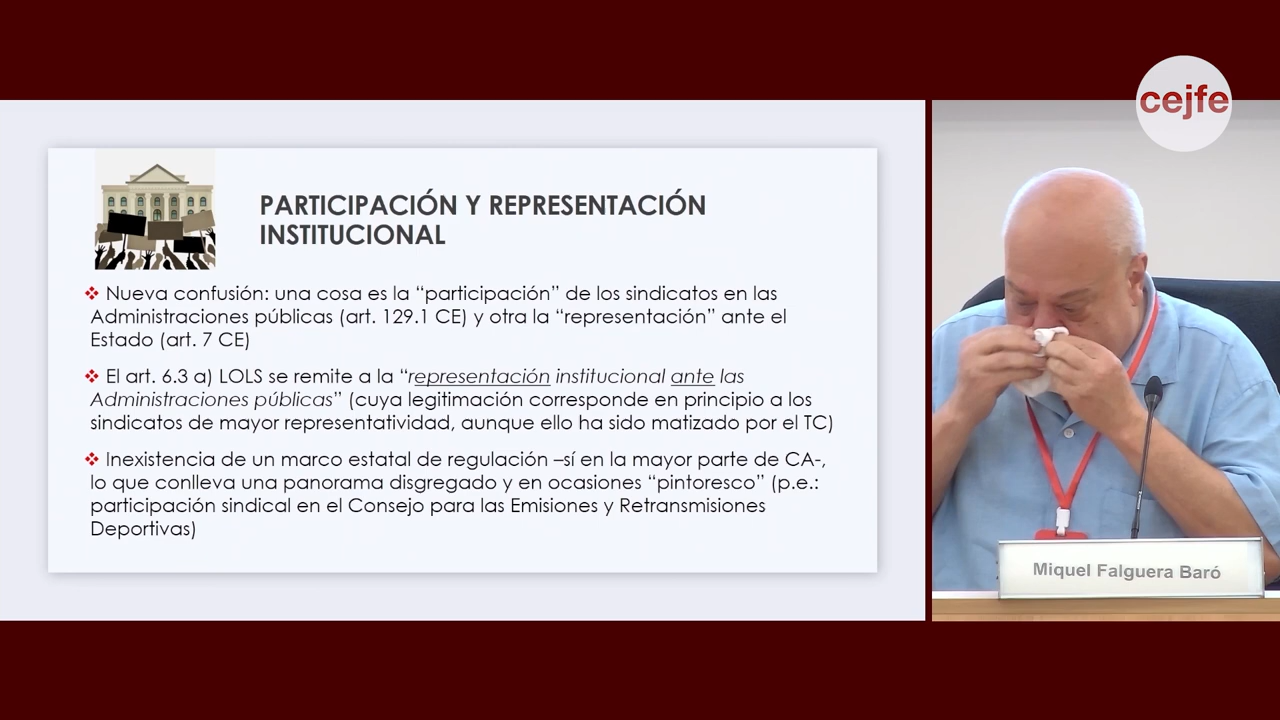 cejfe
PARTICIPACIÓN Y REPRESENTACIÓN
INSTITUCIONAL
❖ Nueva confusión: una cosa es la “participación” de los sindicatos en las
Administraciones públicas (art. 129.1 CE) y otra la “representación” ante el
Estado (art. 7 CE)
❖ El art. 6.3 a) LOLS se remite a la “representación institucional ante las
Administraciones públicas” (cuya legitimación corresponde en principio a los
sindicatos de mayor representatividad, aunque ello ha sido matizado por el TC)
❖ Inexistencia de un marco estatal de regulación –sí en la mayor parte de CA-,
lo que conlleva una panorama disgregado y en ocasiones “pintoresco” (p.e.:
participación sindical en el Consejo para las Emisiones y Retransmisiones
Deportivas)
Miquel Falguera Baró